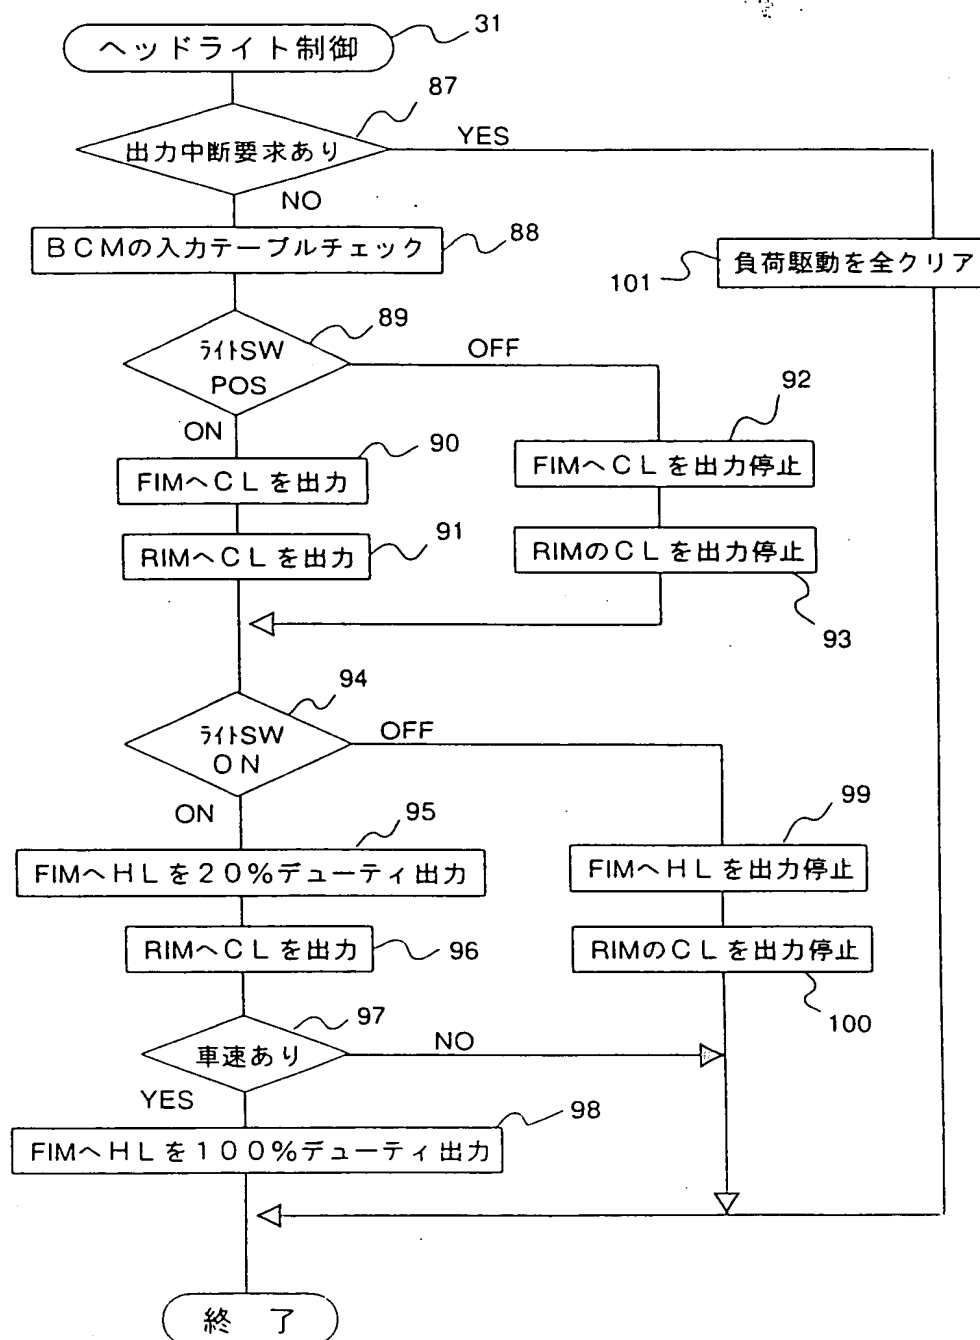 ヘッドライト制御
31
87
出力中断要求あり
YES
NO
BCMの入力テーブルチェック
88
101
負荷駆動を全クリア
89
ライトSW
POS
OFF
ON
90
FIMへCLを出力
92
FIMへCLを出力停止
91
RIMへCLを出力
RIMのCLを出力停止
93
94
ライトSW
ON
OFF
ON
95
FIMへHLを20%デューティ出力
99
FIMへHLを出力停止
RIMへCLを出力
96
RIMのCLを出力停止
100
97
車速あり
NO
YES
98
FIMへHLを100%デューティ出力
終 了